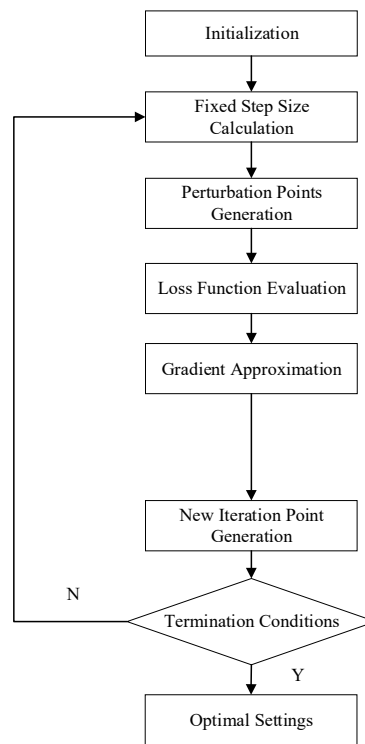 Initialization
Fixed Step Size
Calculation
Perturbation Points
Generation
Loss Function Evaluation
Gradient Approximation
New Iteration Point
Generation
N
Termination Conditions
Y
Optimal Settings